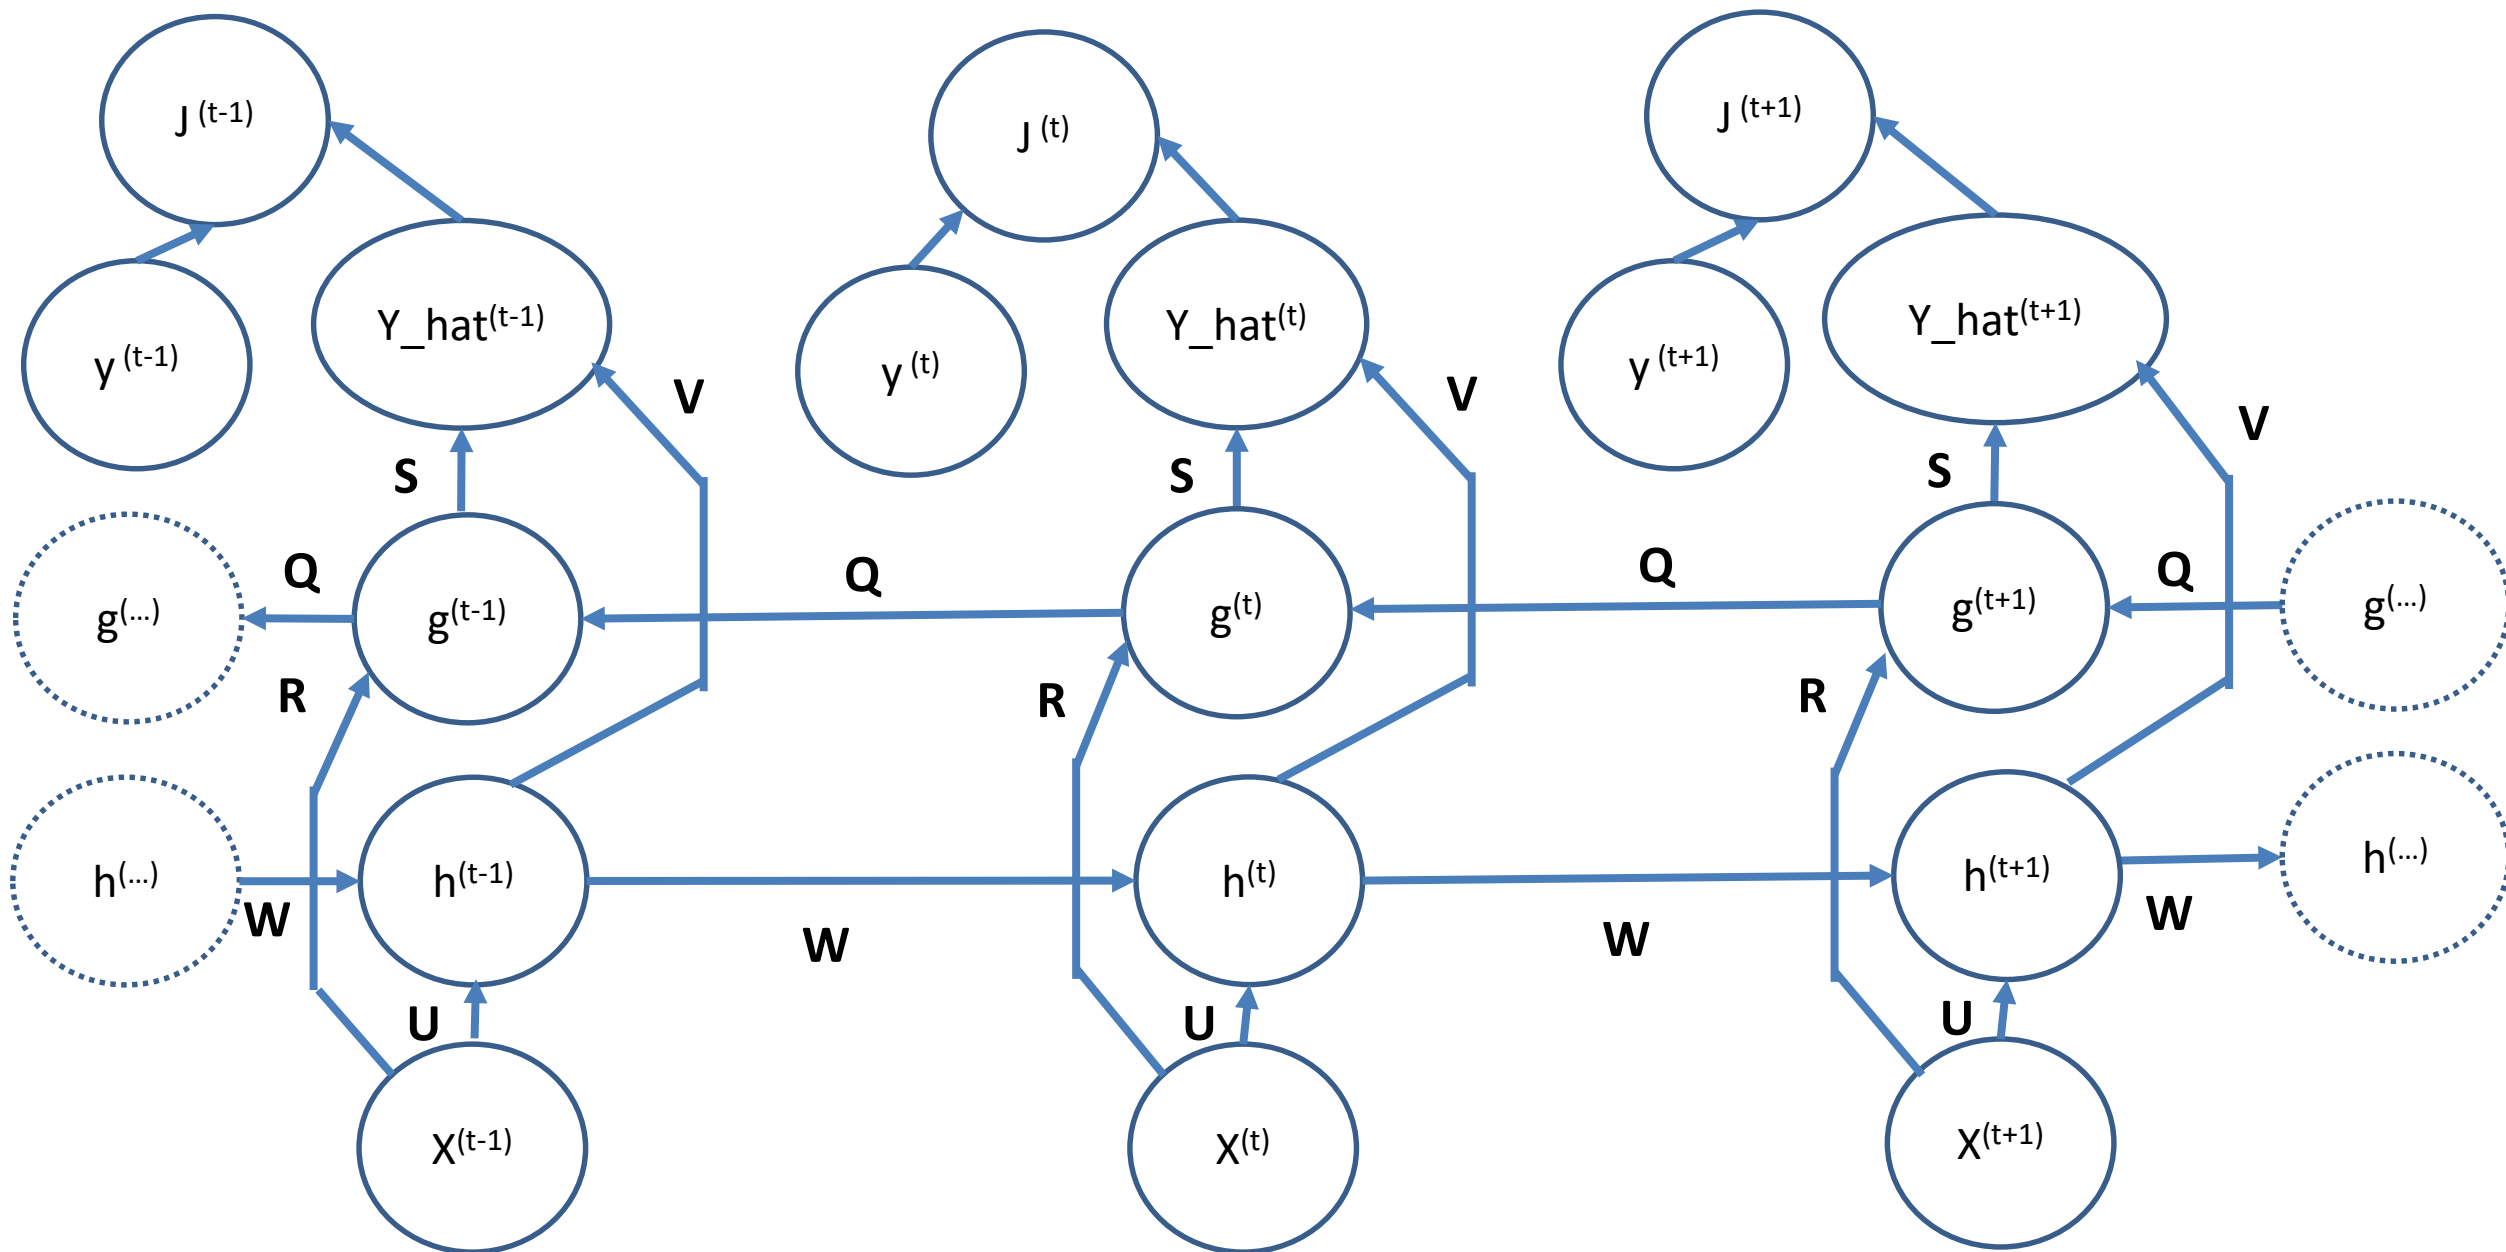 J (t-1)
J (t)
J (t+1)
y (t-1)
Y_hat(t-1)
V
y (t)
Y_hat(t)
V
y (t+1)
Y_hat(t+1)
V
S
S
S
g(...)
Q
g(t-1)
Q
g(t)
Q
g(t+1)
Q
g(...)
R
R
R
h(...)
W
h(t-1)
W
h(t)
W
h(t+1)
W
h(...)
U
U
U
X(t-1)
X(t)
X(t+1)